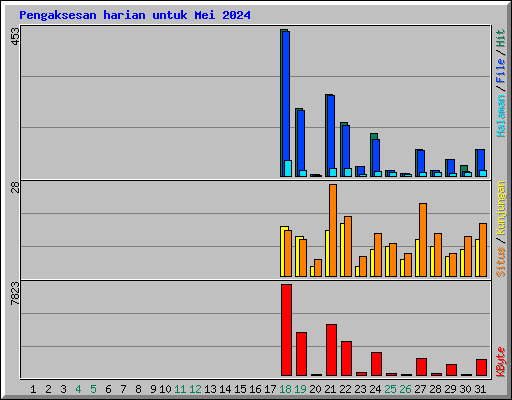 Pengaksesan harian untuk Mei 2024
453
Halaman / File / Hit
28
Situs / Kunjungan
7823
KByte
1 2 3 4 5 6 7 8 9 10 11 12 13 14 15 16 17 18 19 20 21 22 23 24 25 26 27 28 29 30 31